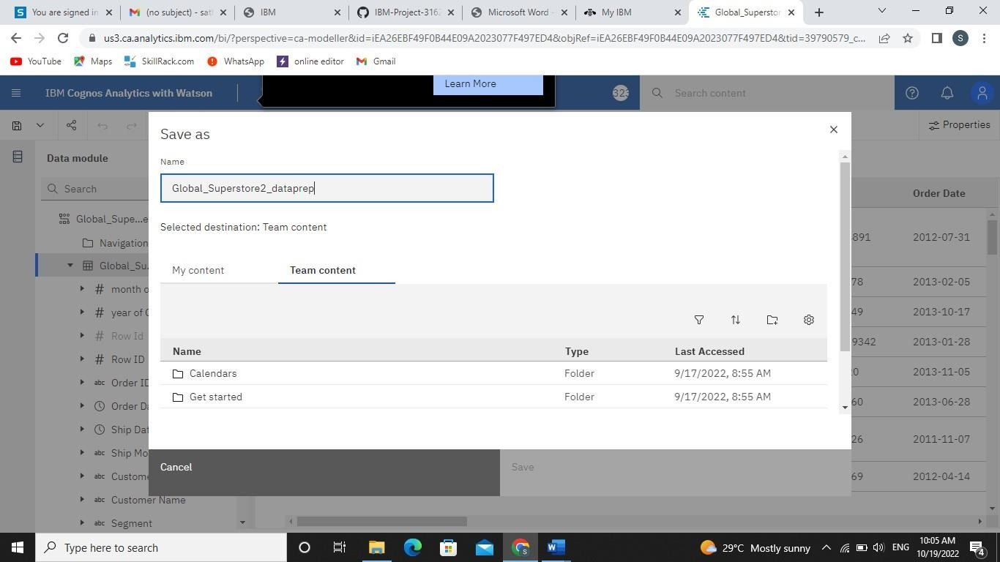 You are signed in
(no subject) - sat
IBM
IBM-Project-3162
Microsoft Word -
My IBM
Global_Superstor
us3.ca.analytics.ibm.com/bi/?perspective=ca-modeller&id=iEA26EBF49F0B44E09A2023077F497ED4&objRef=iEA26EBF49F0B44E09A2023077F497ED4&tid=39790579_c...
S
YouTube Maps SkillRack.com WhatsApp online editor Gmail
Learn More
IBM Cognos Analytics with Watson
323
Search content
Properties
Save as
Data module
Name
Search
Global_Superstore2_dataprep
Order Date
Global_Supe...e
Selected destination: Team content
Navigation
891 2012-07-31
Global_Su.
My content Team content
month o
78 2013-02-05
year of
49 2013-10-17
Row Id
9342 2013-01-28
Name Type Last Accessed
Row ID
Calendars Folder 9/17/2022, 8:55 AM
0 2013-11-05
Order ID
Get started Folder 9/17/2022, 8:55 AM
Order Da
60 2013-06-28
Ship Dat
26 2011-11-07
Ship Mo
Cancel Save
Custome
69 2012-04-14
Customer Name
Segment
Type here to search
29°C Mostly sunny
ENG
10:05 AM
10/19/2022
4